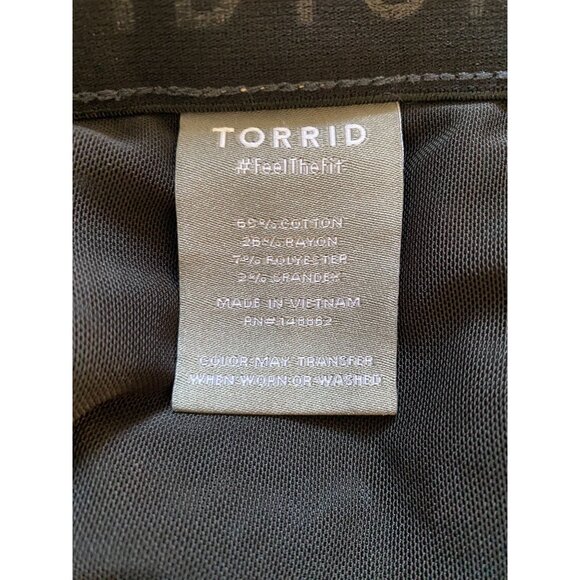 TORRID
#FeelTheFit
65% COTTON
26% RAYON
7% POLYESTER
2% SPANDEX
MADE IN VIETNAM
RN# 148862
COLOR MAY TRANSFER
WHEN WORN OR WASHED